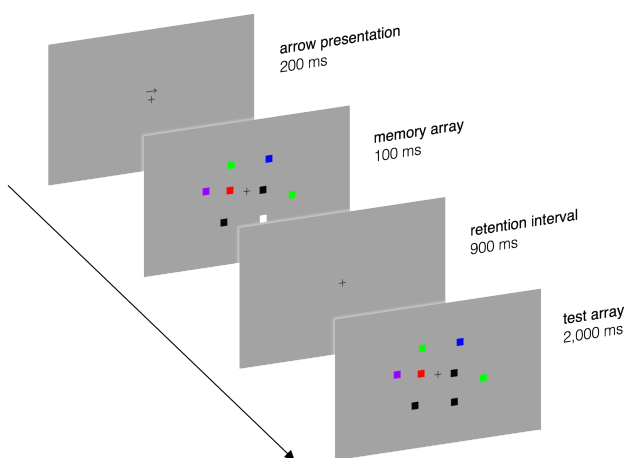 arrow presentation
200 ms
memory array
100 ms
retention interval
900 ms
test array
2,000 ms